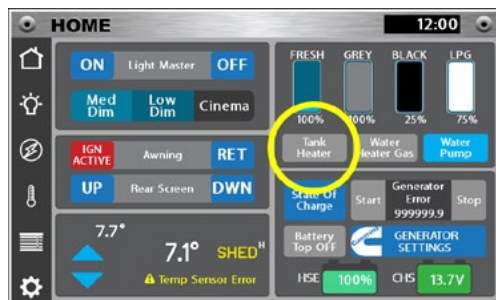 HOME
12:00
ON Light Master OFF
Med Dim
Low Dim
Cinema
IGN ACTIVE
Awning
RET
UP Rear Screen DWN
7.7°
7.1° SHED H
Temp Sensor Error
FRESH GREY BLACK LPG
100% 100% 25% 75%
Tank Heater
Water Heater Gas
Water Pump
State Of Charge
Start
Generator Error 999999.9
Stop
Battery Top OFF
GENERATOR SETTINGS
HSE 100% CHS 13.7V